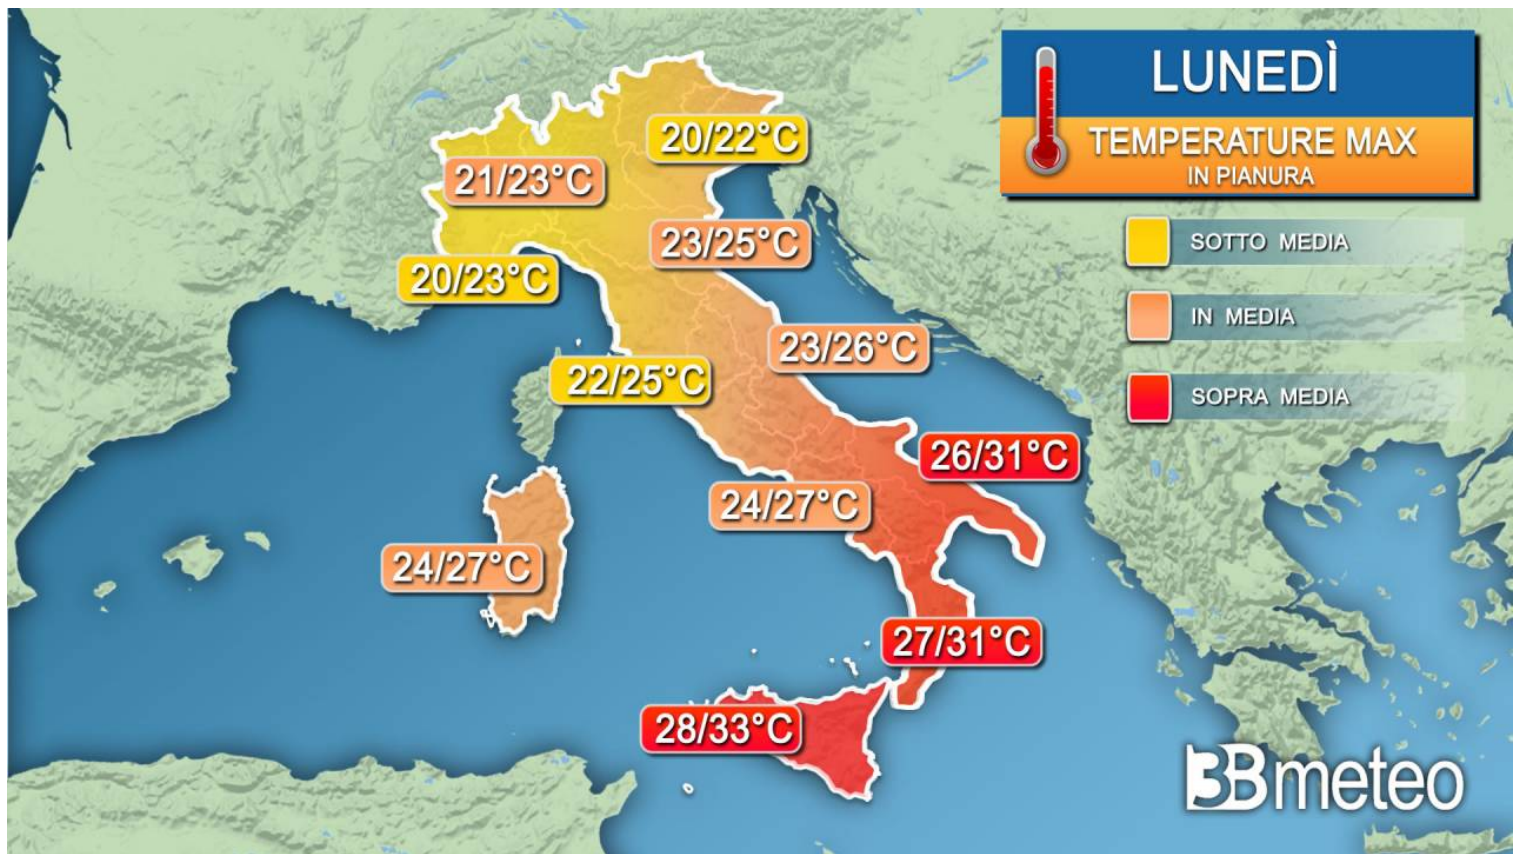 LUNEDÌ
TEMPERATURE MAX
IN PIANURA
20/22°C
21/23°C
SOTTO MEDIA
23/25°C
20/23°C
IN MEDIA
23/26°C
22/25°C
SOPRA MEDIA
26/31°C
24/27°C
24/27°C
27/31°C
28/33°C
3Bmeteo